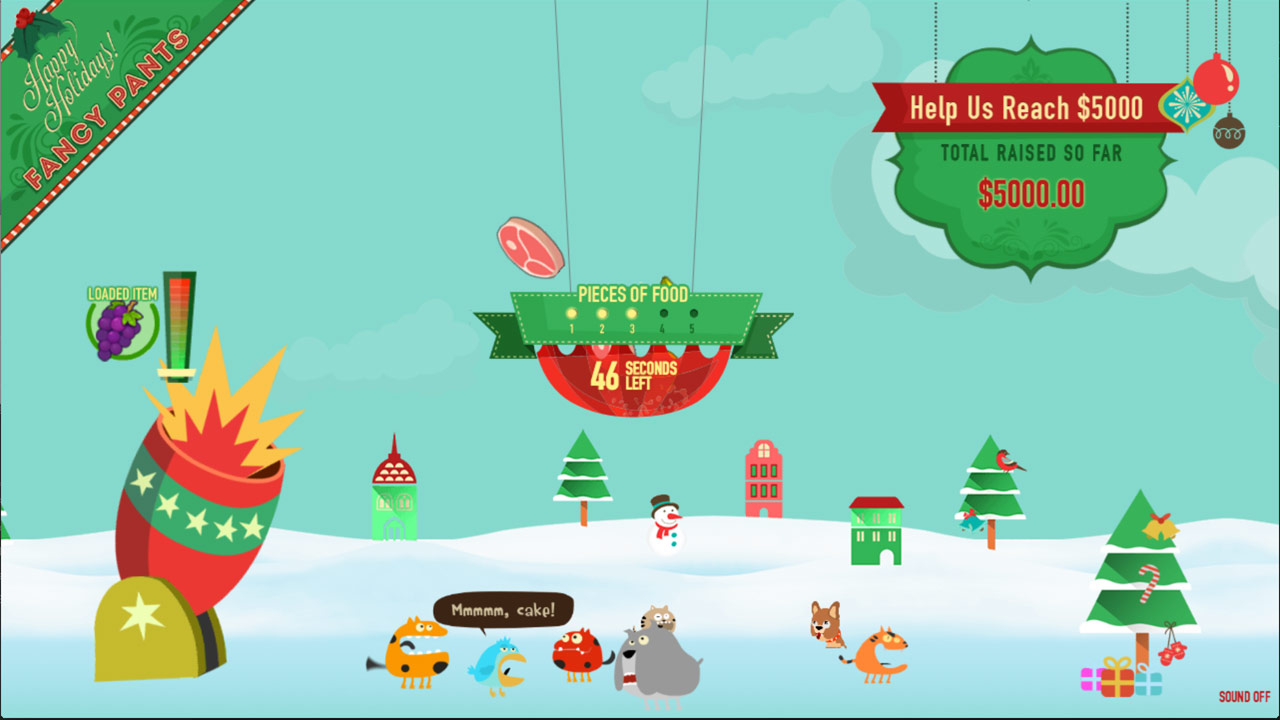 Happy
Holidays!
FANCY PANTS
Help Us Reach $5000
TOTAL RAISED SO FAR
$5000.00
LOADED ITEM
PIECES OF FOOD
1 2 3 4 5
46 SECONDS
LEFT
Mmmmm, cake!
SOUND OFF